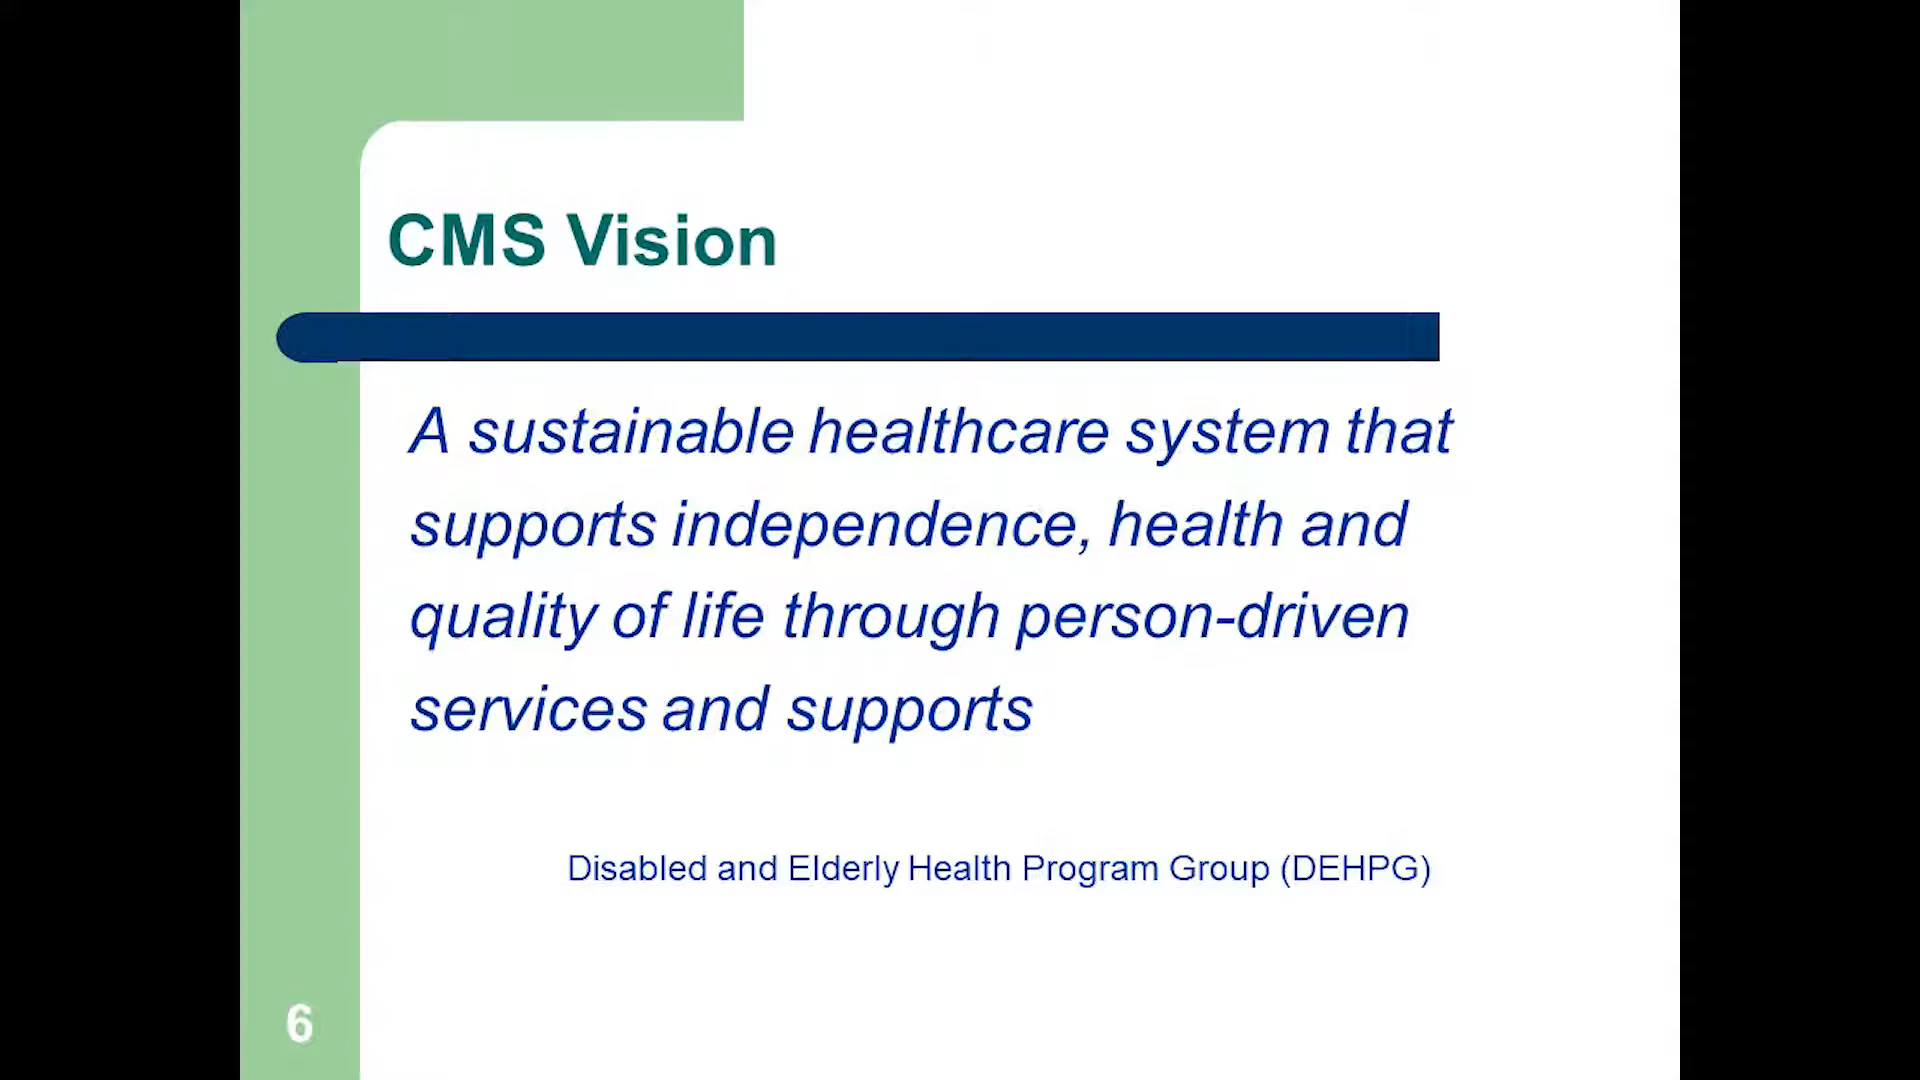 CMS Vision
A sustainable healthcare system that
supports independence, health and
quality of life through person-driven
services and supports
Disabled and Elderly Health Program Group (DEHPG)
6